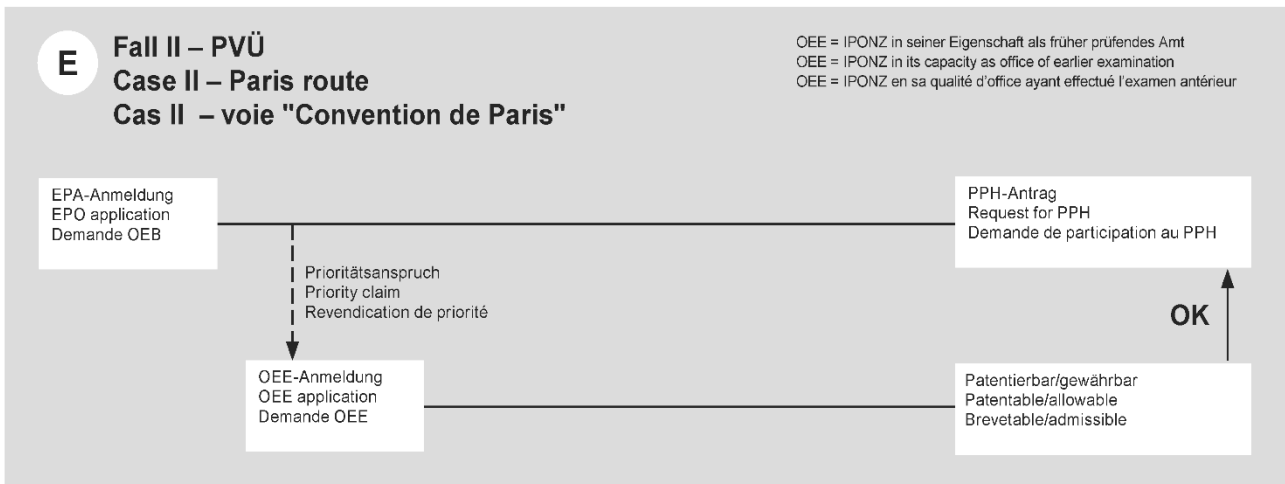 E
Fall II – PVÜ
Case II – Paris route
Cas II – voie "Convention de Paris"
OEE = IPONZ in seiner Eigenschaft als früher prüfendes Amt
OEE = IPONZ in its capacity as office of earlier examination
OEE = IPONZ en sa qualité d'office ayant effectué l'examen antérieur
EPA-Anmeldung
EPO application
Demande OEB
PPH-Antrag
Request for PPH
Demande de participation au PPH
Prioritätsanspruch
Priority claim
Revendication de priorité
OK
OEE-Anmeldung
OEE application
Demande OEE
Patentierbar/gewährbar
Patentable/allowable
Brevetable/admissible